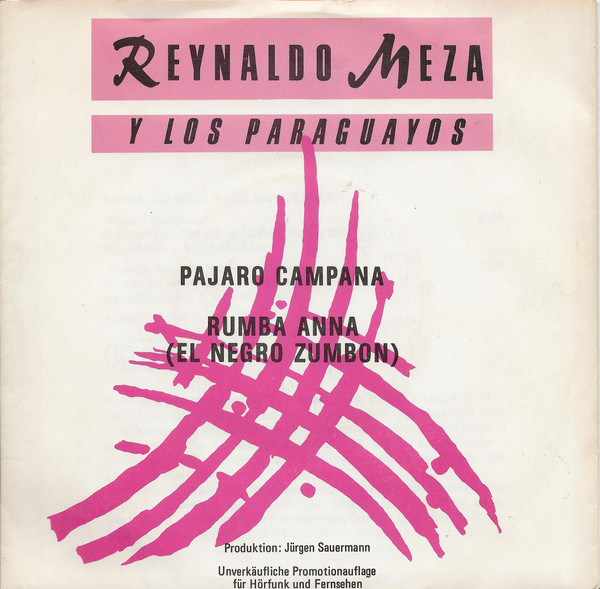 REYNALDO MEZA
Y LOS PARAGUAYOS
PAJARO CAMPANA
RUMBA ANNA
(EL NEGRO ZUMBON)
Produktion: Jürgen Sauermann
Unverkäufliche Promotionauflage
für Hörfunk und Fernsehen